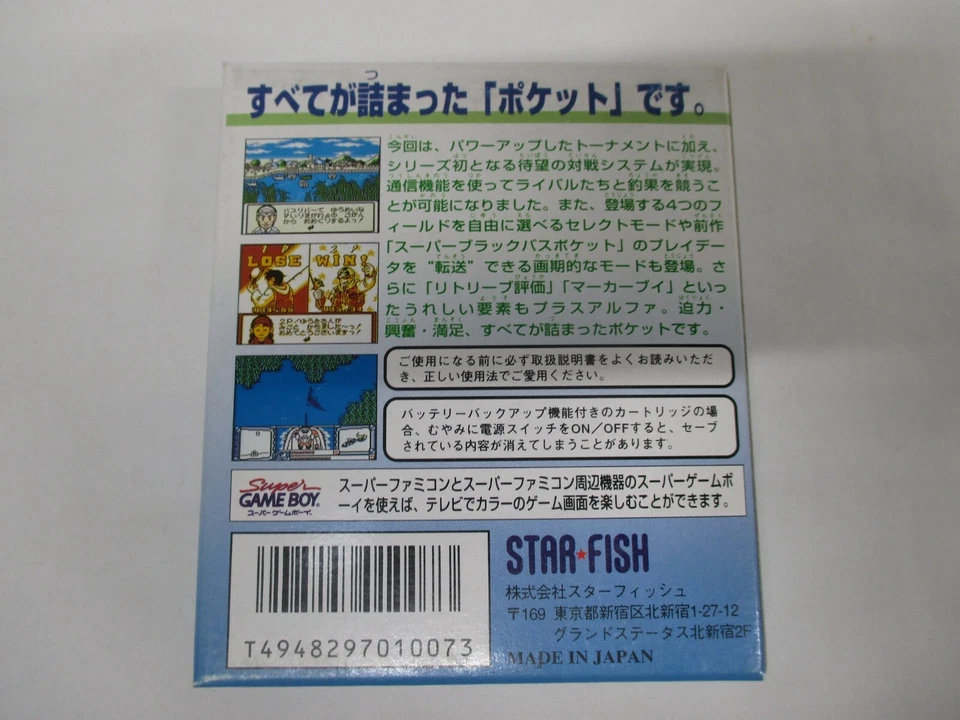 すべてが詰まった「ポケット」です。
今回は、パワーアップしたトーナメントに加え、
シリーズ初となる待望の対戦システムが実現。
通信機能を使ってライバルたちと釣果を競うこ
とが可能になりました。また、登場する4つのフ
ィールドを自由に選べるセレクトモードや前作
「スーパーブラックバスポケット」のプレイデー
タを“転送”できる画期的なモードも登場。さ
らに「リトリーブ評価」「マーカーブイ」といっ
たうれしい要素もプラスアルファ。迫力・
興奮・満足、すべてが詰まったポケットです。
1P 2P
LOSE WIN!
ご使用になる前に必ず取扱説明書をよくお読みいただ
き、正しい使用法でご愛用ください。
バッテリーバックアップ機能付きのカートリッジの場
合、むやみに電源スイッチをON/OFFすると、セーブ
されている内容が消えてしまうことがあります。
Super
GAME BOY
スーパーゲームボーイ
スーパーファミコンとスーパーファミコン周辺機器のスーパーゲームボ
ーイを使えば、テレビでカラーのゲーム画面を楽しむことができます。
T4948297010073
STAR★FISH
株式会社スターフィッシュ
〒169 東京都新宿区北新宿1-27-12
グランドステータス北新宿2F
MADE IN JAPAN